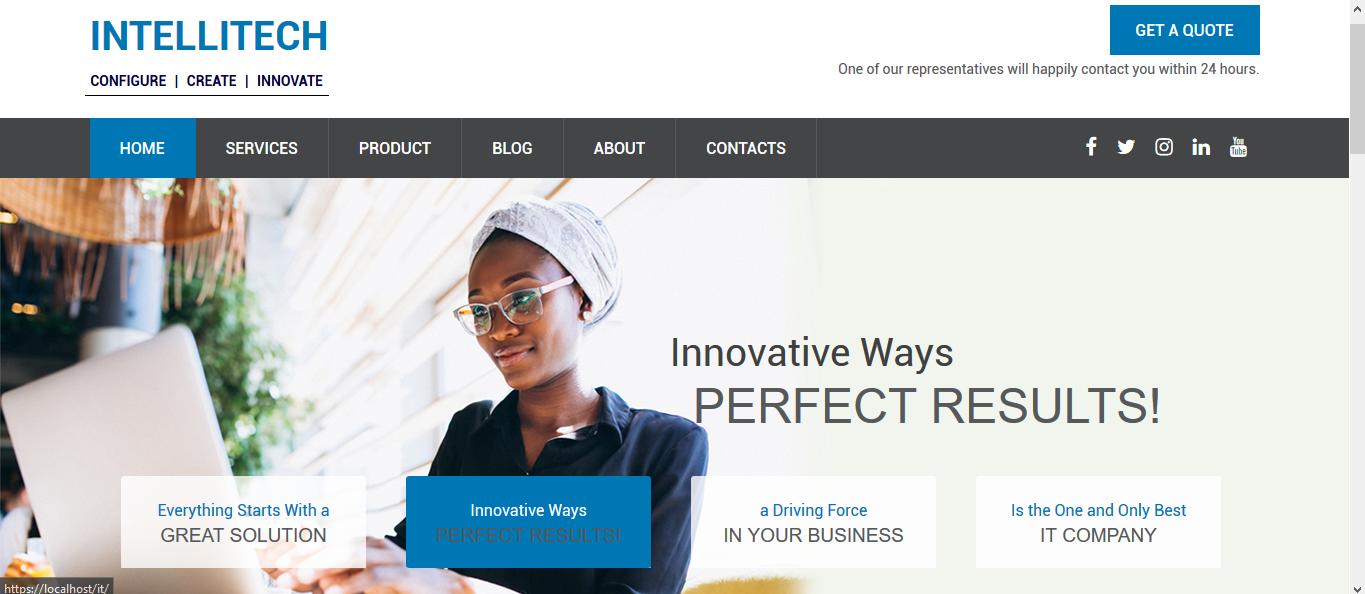 INTELLITECH
GET A QUOTE
CONFIGURE | CREATE | INNOVATE
One of our representatives will happily contact you within 24 hours.
HOME SERVICES PRODUCT BLOG ABOUT CONTACTS You Tube
Innovative Ways
PERFECT RESULTS!
Everything Starts With a
GREAT SOLUTION
Innovative Ways
PERFECT RESULTS!
a Driving Force
IN YOUR BUSINESS
Is the One and Only Best
IT COMPANY
https://localhost/it/